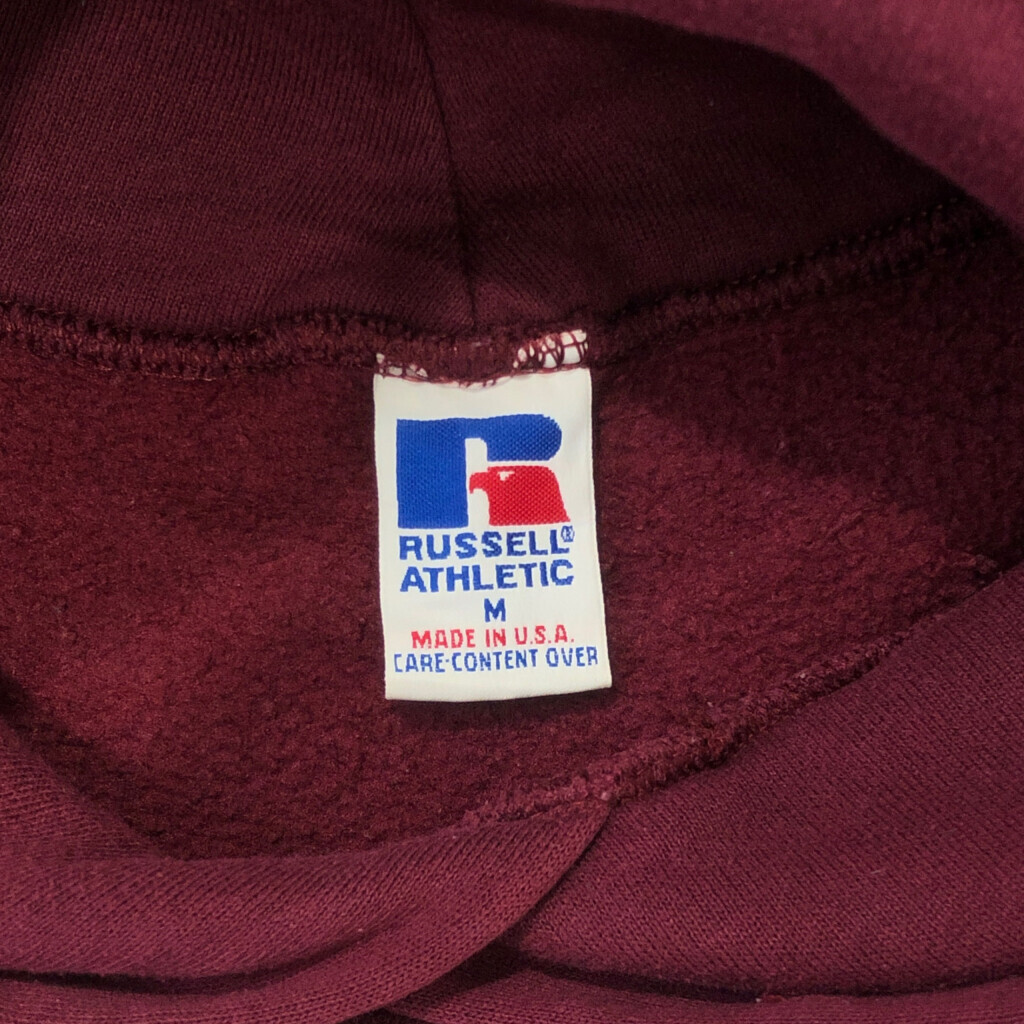 RUSSELL®
ATHLETIC
M
MADE IN U.S.A.
CARE-CONTENT OVER